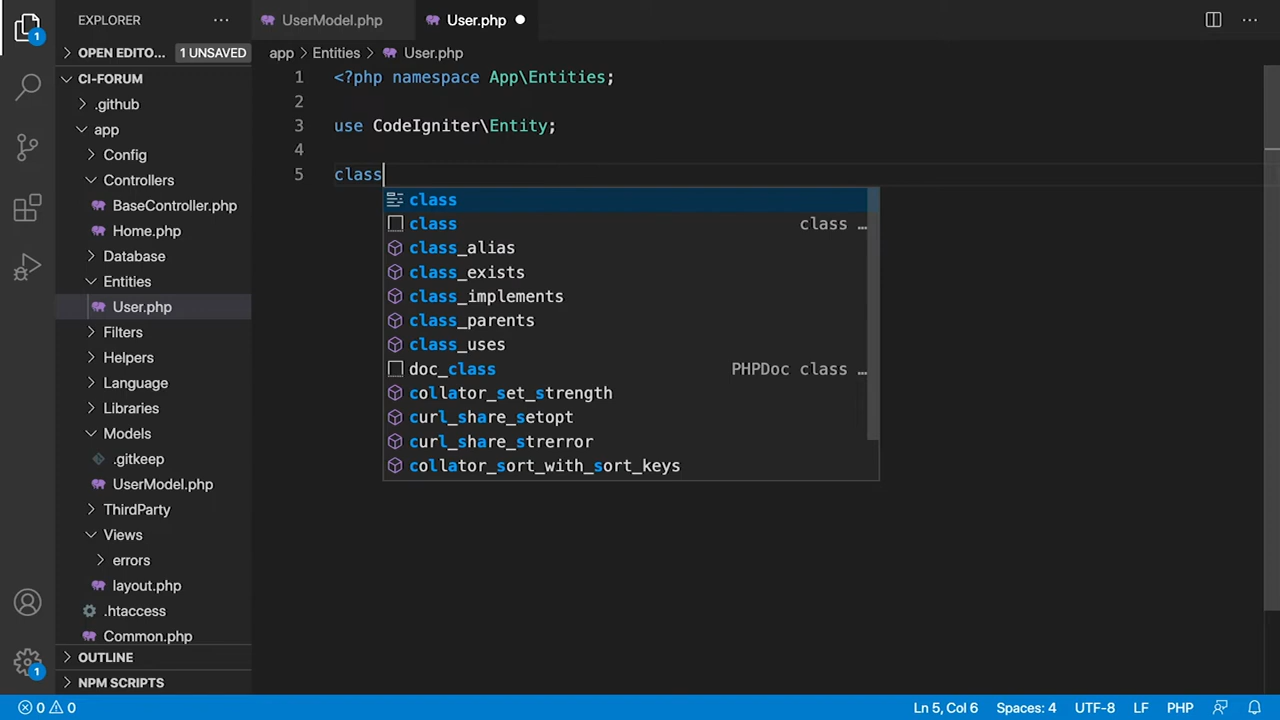 EXPLORER
UserModel.php
User.php
OPEN EDITO...
1 UNSAVED
app
Entities
User.php
CI-FORUM
.github
app
Config
Controllers
BaseController.php
Home.php
Database
Entities
User.php
Filters
Helpers
Language
Libraries
Models
.gitkeep
UserModel.php
ThirdParty
Views
errors
layout.php
.htaccess
Common.php
OUTLINE
NPM SCRIPTS
1 <?php namespace App\Entities;
2
3 use CodeIgniter\Entity;
4
5 class
class
class class ...
class_alias
class_exists
class_implements
class_parents
class_uses
doc_class PHPDoc class ...
collator_set_strength
curl_share_setopt
curl_share_strerror
collator_sort_with_sort_keys
1
1
0 0
Ln 5, Col 6
Spaces: 4
UTF-8
LF
PHP